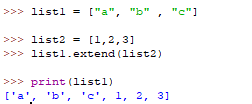 >>> list1 = ["a", "b" , "c"]
>>> list2 = [1,2,3]
>>> list1.extend(list2)
>>> print(list1)
['a', 'b', 'c', 1, 2, 3]